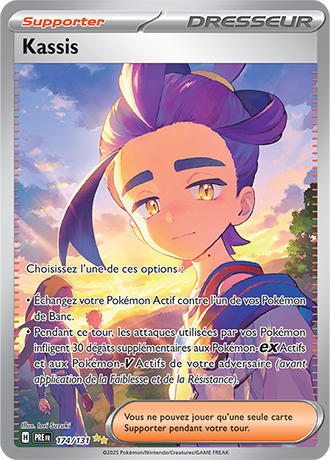 Supporter DRESSEUR
Kassis
Choisissez l'une de ces options :
• Échangez votre Pokémon Actif contre l'un de vos Pokémon
de Banc.
• Pendant ce tour, les attaques utilisées par vos Pokémon
infligent 30 dégâts supplémentaires aux Pokémon-ex Actifs
et aux Pokémon-V Actifs de votre adversaire (avant
application de la Faiblesse et de la Résistance).
Illus. Iori Suzuki
H PRE FR 174/131
Vous ne pouvez jouer qu'une seule carte
Supporter pendant votre tour.
©2025 Pokémon/Nintendo/Creatures/GAME FREAK